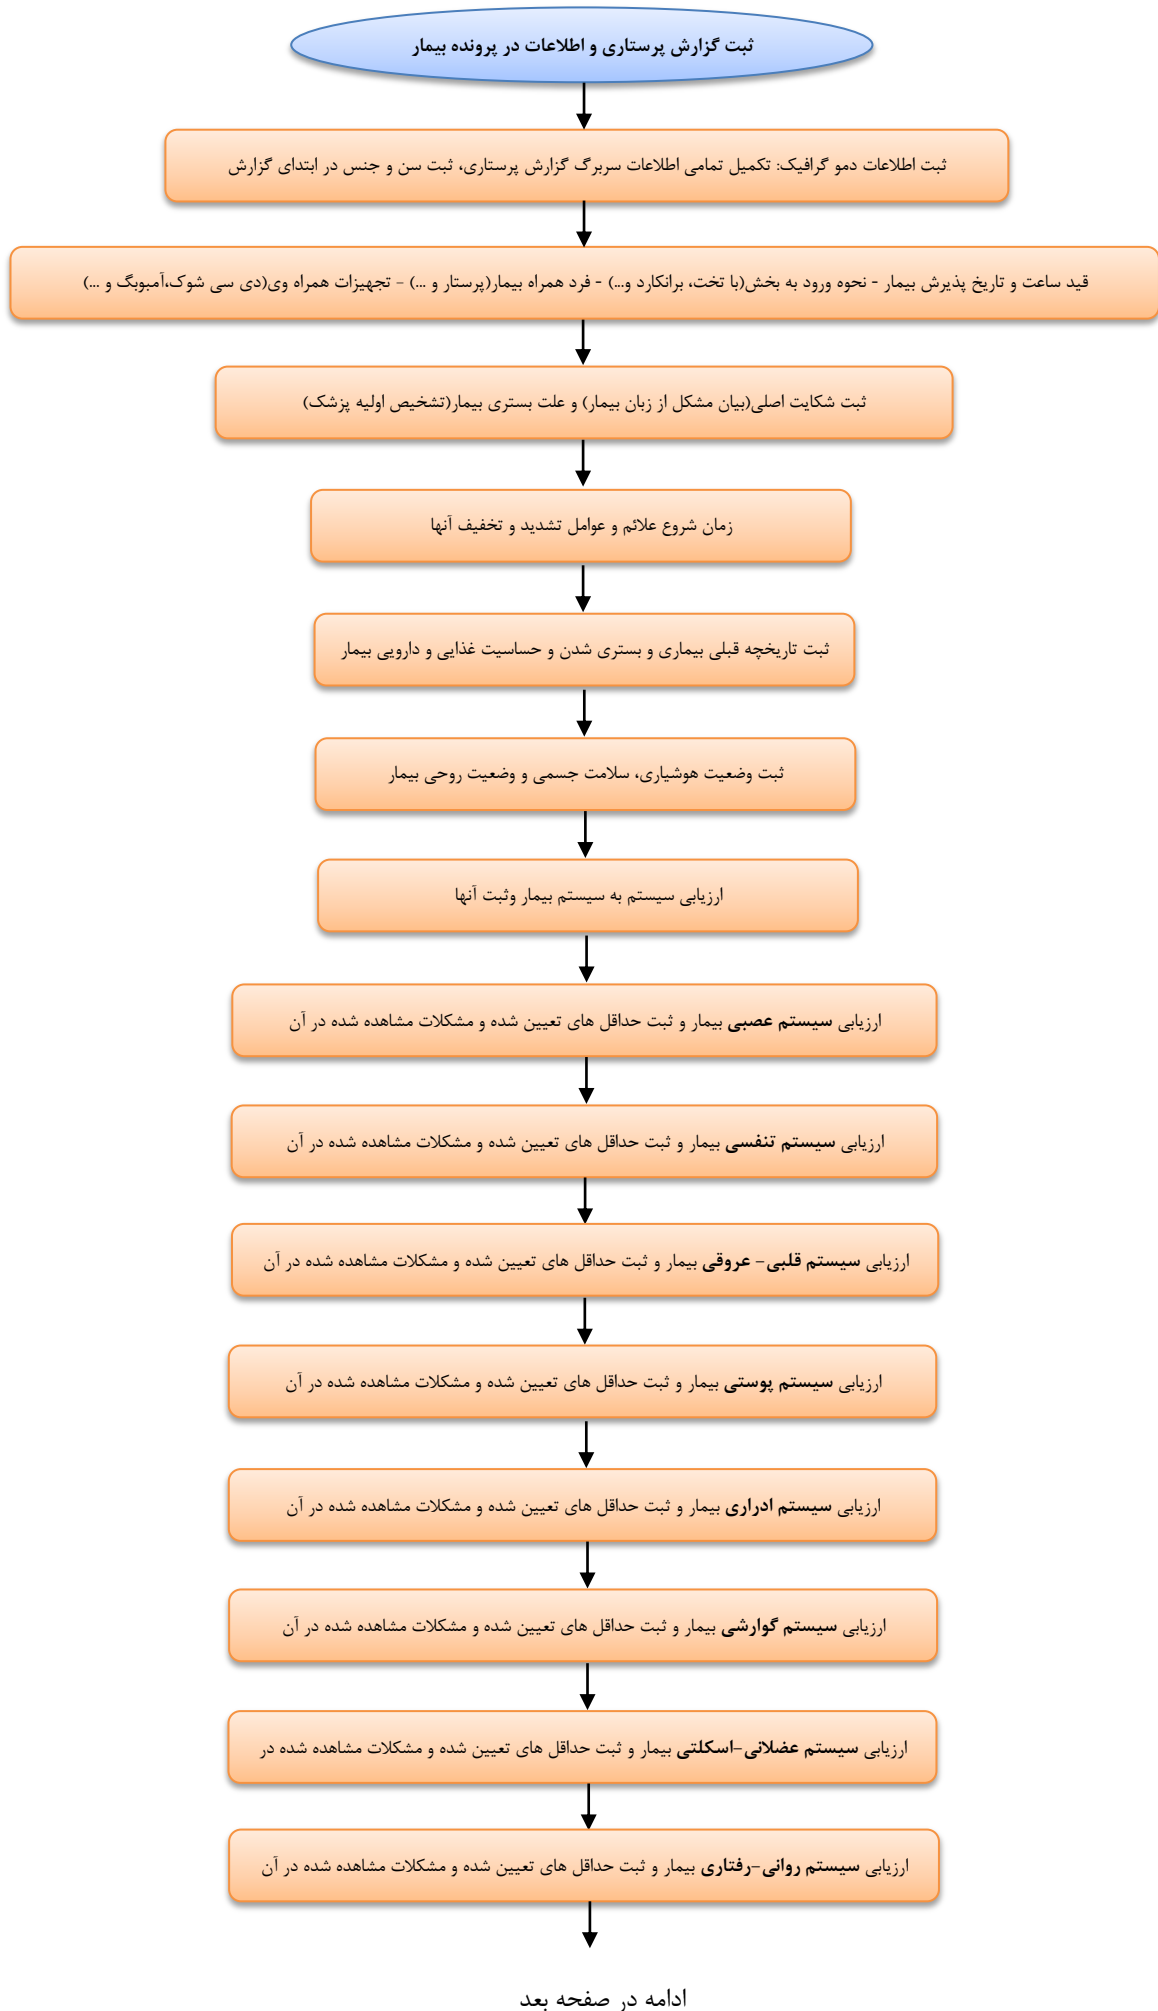 ثبت گزارش پرستاری و اطلاعات در پرونده بیمار
ثبت اطلاعات دمو گرافیک: تکمیل تمامی اطلاعات سربرگ گزارش پرستاری، ثبت سن و جنس در ابتدای گزارش
قید ساعت و تاریخ پذیرش بیمار - نحوه ورود به بخش(با تخت، برانکارد و...) - فرد همراه بیمار(پرستار و ...) - تجهیزات همراه وی(دی سی شوک،آمبوبگ و ...)
ثبت شکایت اصلی(بیان مشکل از زبان بیمار) و علت بستری بیمار(تشخیص اولیه پزشک)
زمان شروع علائم و عوامل تشدید و تخفیف آنها
ثبت تاریخچه قبلی بیماری و بستری شدن و حساسیت غذایی و دارویی بیمار
ثبت وضعیت هوشیاری، سلامت جسمی و وضعیت روحی بیمار
ارزیابی سیستم به سیستم بیمار وثبت آنها
ارزیابی سیستم عصبی بیمار و ثبت حداقل های تعیین شده و مشکلات مشاهده شده در آن
ارزیابی سیستم تنفسی بیمار و ثبت حداقل های تعیین شده و مشکلات مشاهده شده در آن
ارزیابی سیستم قلبی- عروقی بیمار و ثبت حداقل های تعیین شده و مشکلات مشاهده شده در آن
ارزیابی سیستم پوستی بیمار و ثبت حداقل های تعیین شده و مشکلات مشاهده شده در آن
ارزیابی سیستم ادراری بیمار و ثبت حداقل های تعیین شده و مشکلات مشاهده شده در آن
ارزیابی سیستم گوارشی بیمار و ثبت حداقل های تعیین شده و مشکلات مشاهده شده در آن
ارزیابی سیستم عضلانی-اسکلتی بیمار و ثبت حداقل های تعیین شده و مشکلات مشاهده شده در
ارزیابی سیستم روانی-رفتاری بیمار و ثبت حداقل های تعیین شده و مشکلات مشاهده شده در آن
ادامه در صفحه بعد